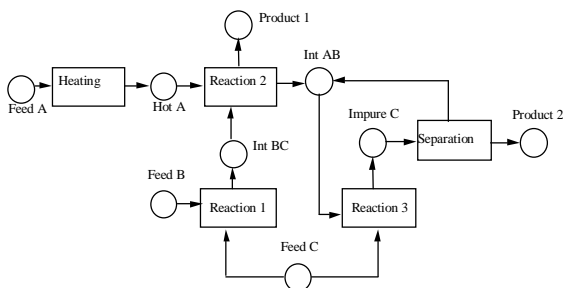 Product 1
Int AB
Heating
Reaction 2
Feed A
Hot A
Impure C
Product 2
Separation
Int BC
Feed B
Reaction 1
Reaction 3
Feed C